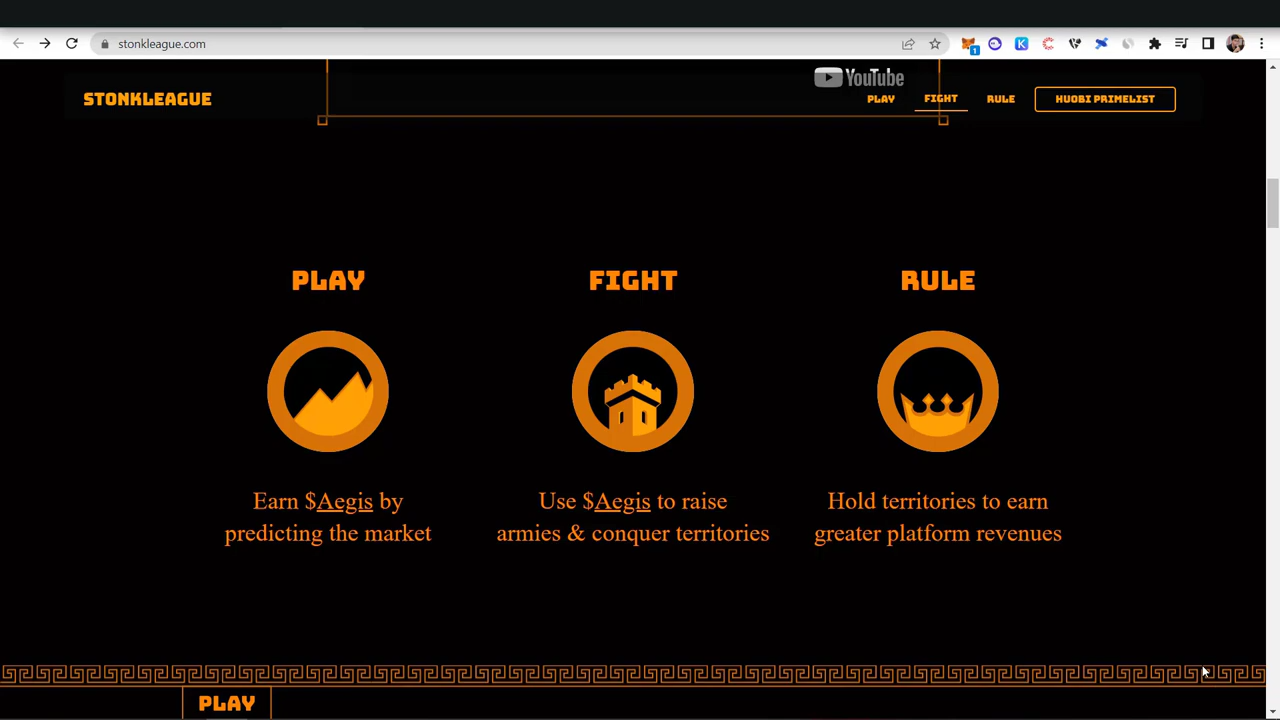 stonkleague.com
1
YouTube
STONKLEAGUE
PLAY
FIGHT
RULE
HUOBI PRIMELIST
PLAY
FIGHT
RULE
Earn $Aegis by
predicting the market
Use $Aegis to raise
armies & conquer territories
Hold territories to earn
greater platform revenues
PLAY